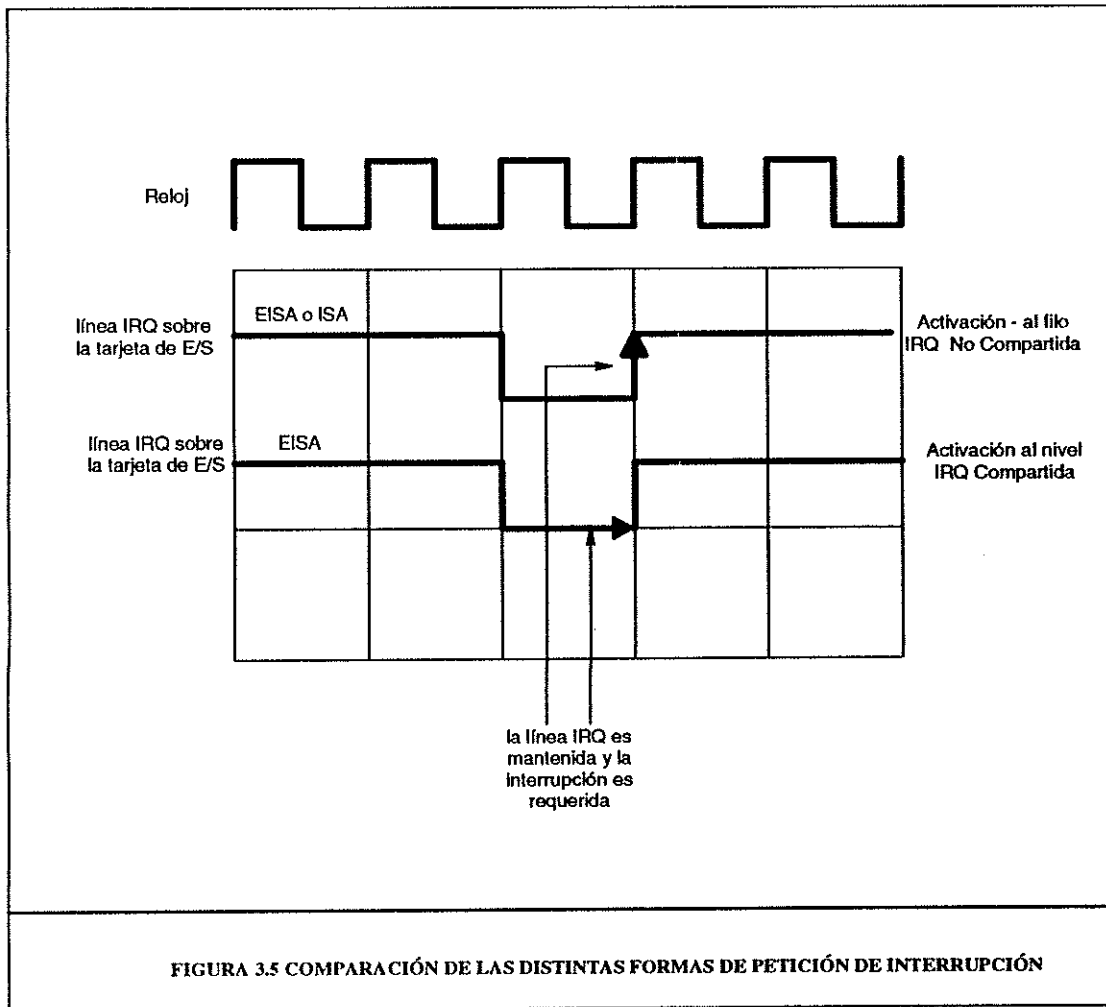 Reloj
EISA o ISA
línea IRQ sobre
la tarjeta de E/S
Activación - al filo
IRQ No Compartida
EISA
línea IRQ sobre
la tarjeta de E/S
Activación al nivel
IRQ Compartida
la línea IRQ es
mantenida y la
interrupción es
requerida
FIGURA 3.5 COMPARACIÓN DE LAS DISTINTAS FORMAS DE PETICIÓN DE INTERRUPCIÓN